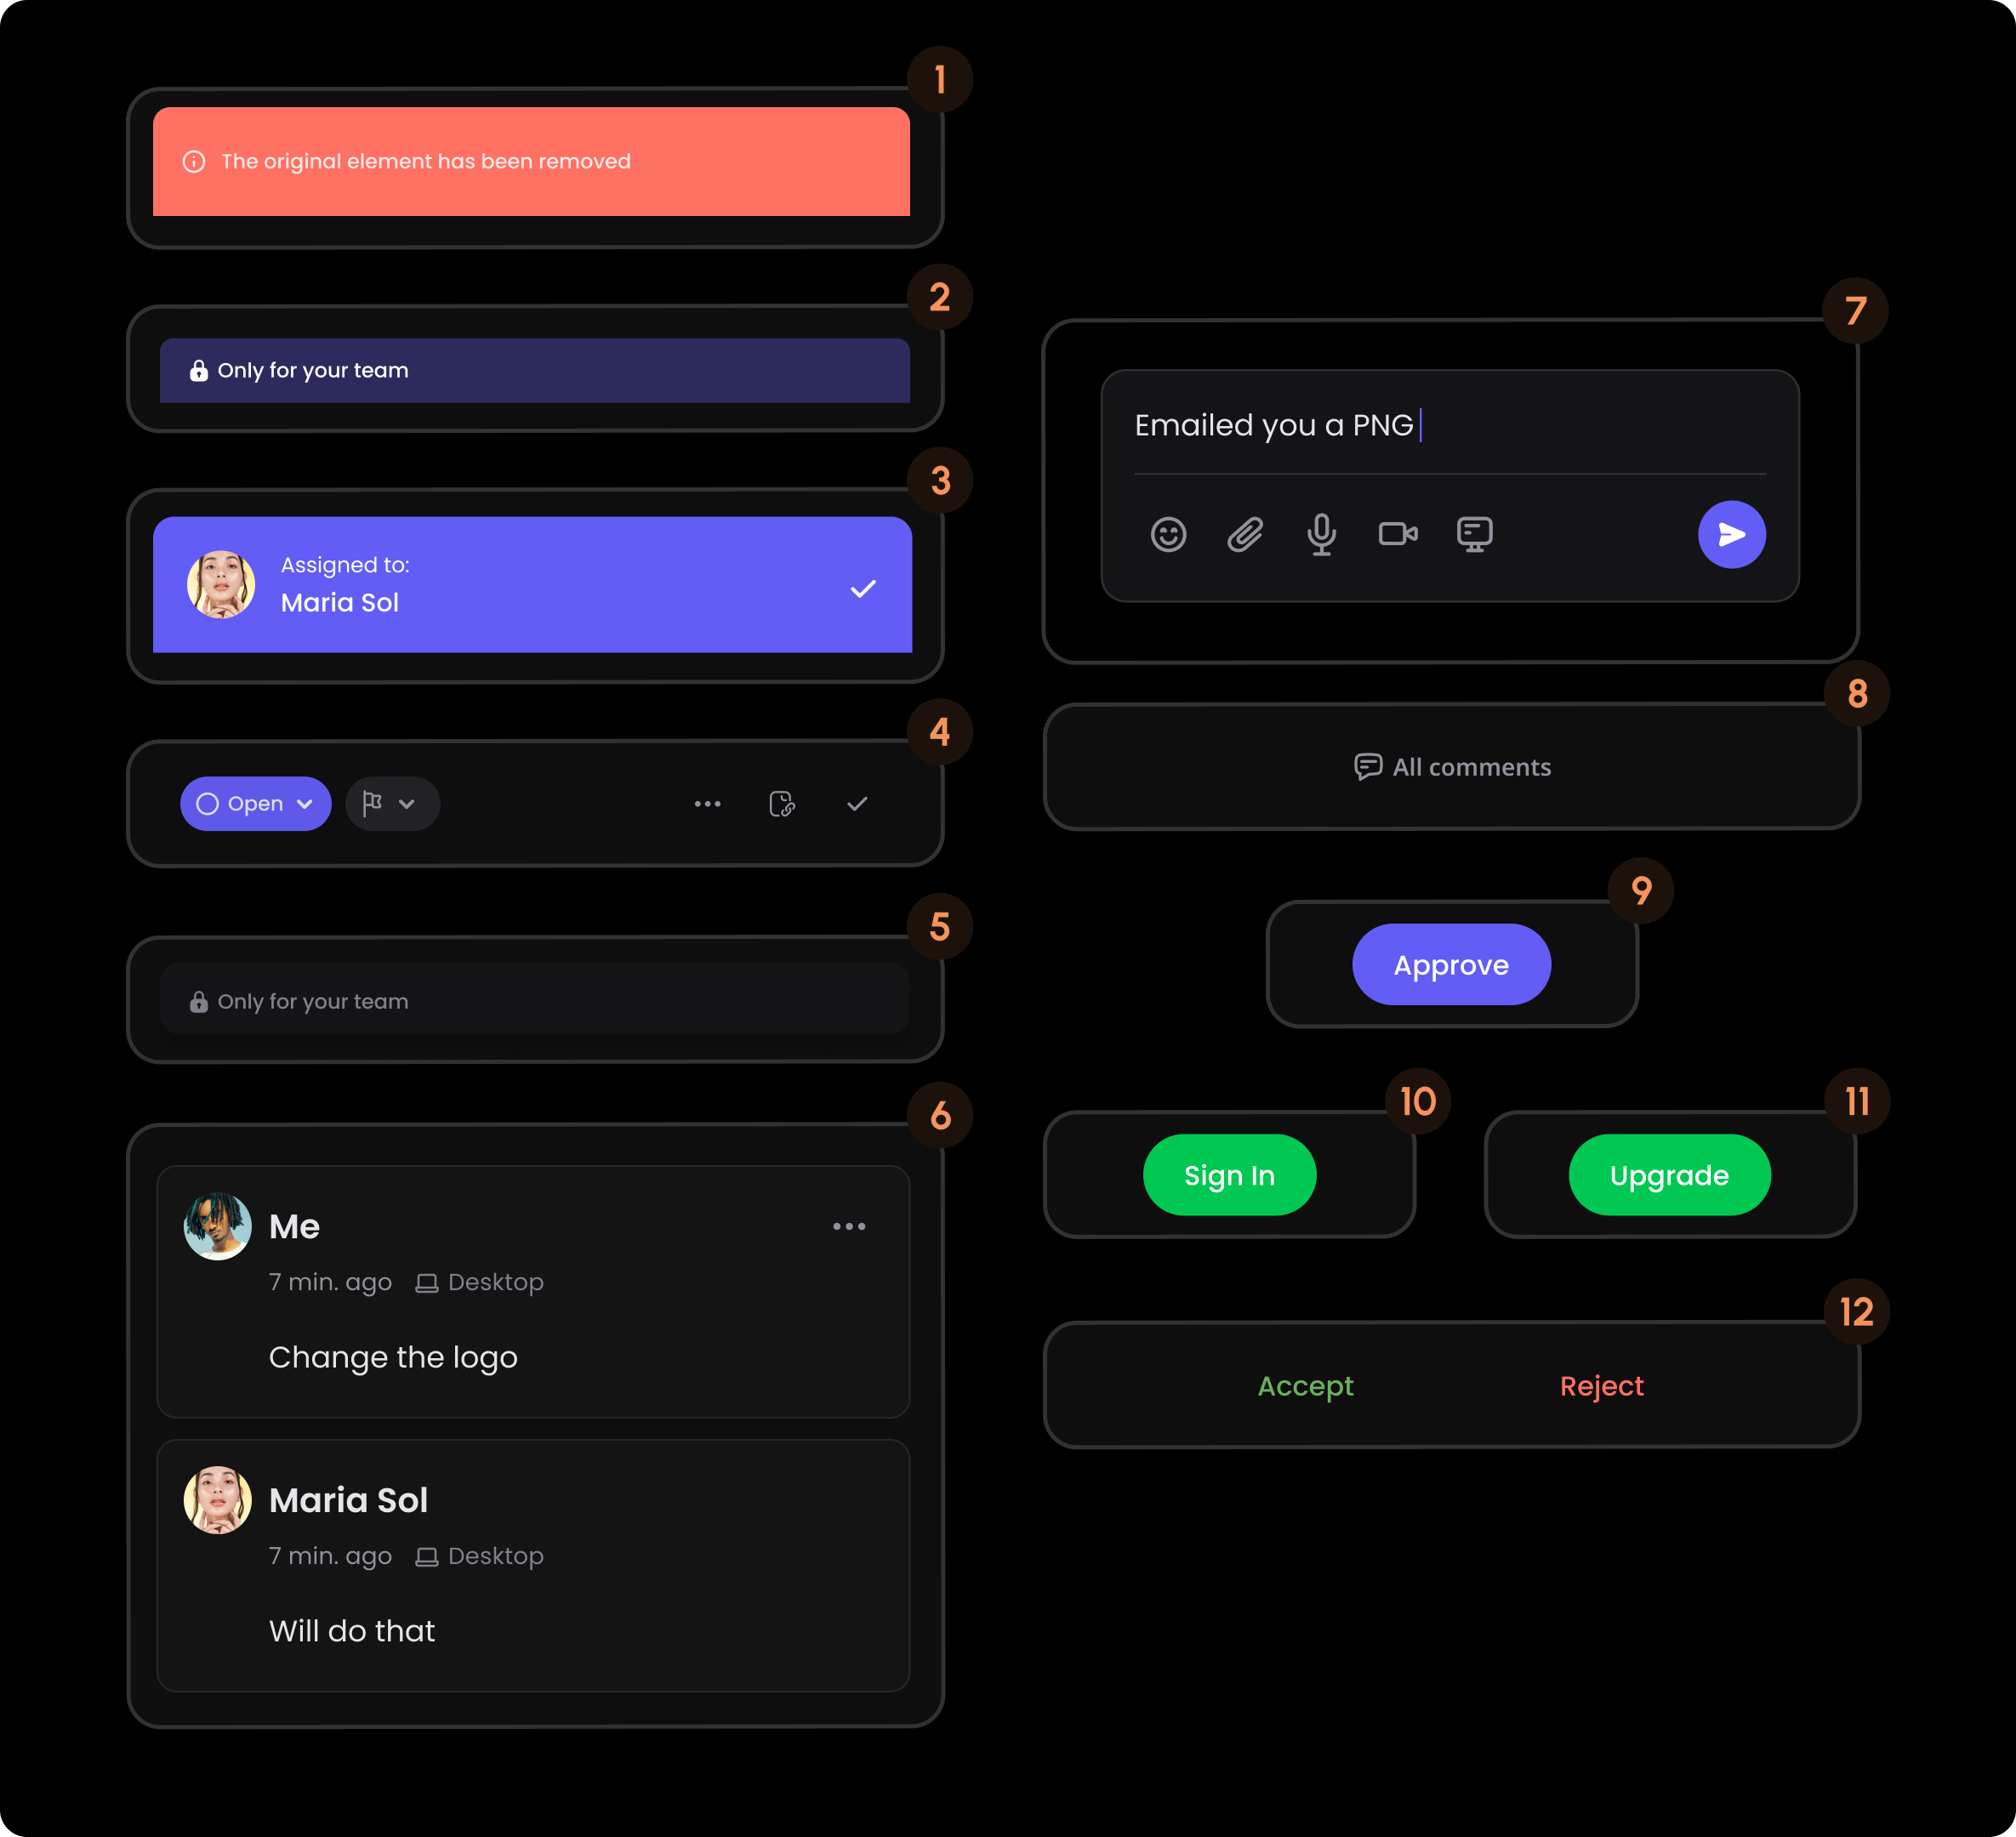 1
The original element has been removed
2
Only for your team
3
Assigned to:
Maria Sol
4
Open
5
Only for your team
6
Me
7 min. ago Desktop
Change the logo
Maria Sol
7 min. ago Desktop
Will do that
7
Emailed you a PNG
8
All comments
9
Approve
10
Sign In
11
Upgrade
12
Accept Reject